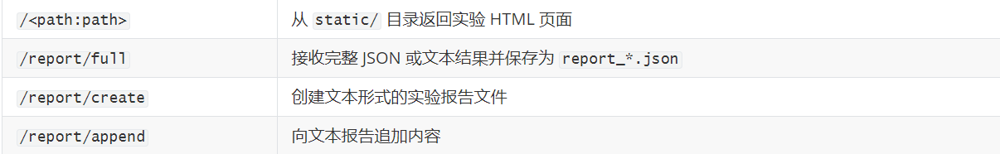 /<path:path> 从 static/ 目录返回实验 HTML 页面
/report/full 接收完整 JSON 或文本结果并保存为 report_*.json
/report/create 创建文本形式的实验报告文件
/report/append 向文本报告追加内容